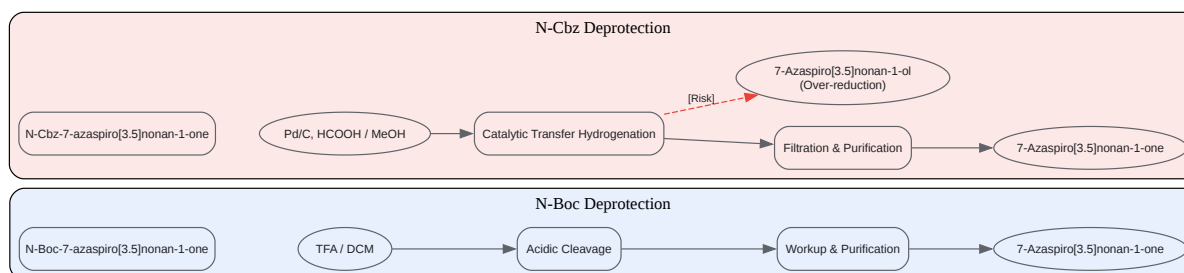 N-Cbz Deprotection
7-Azaspiro[3.5]nonan-1-ol
(Over-reduction)
[Risk]
N-Cbz-7-azaspiro[3.5]nonan-1-one
Pd/C, HCOOH / MeOH
Catalytic Transfer Hydrogenation
Filtration & Purification
7-Azaspiro[3.5]nonan-1-one
N-Boc Deprotection
N-Boc-7-azaspiro[3.5]nonan-1-one
TFA / DCM
Acidic Cleavage
Workup & Purification
7-Azaspiro[3.5]nonan-1-one